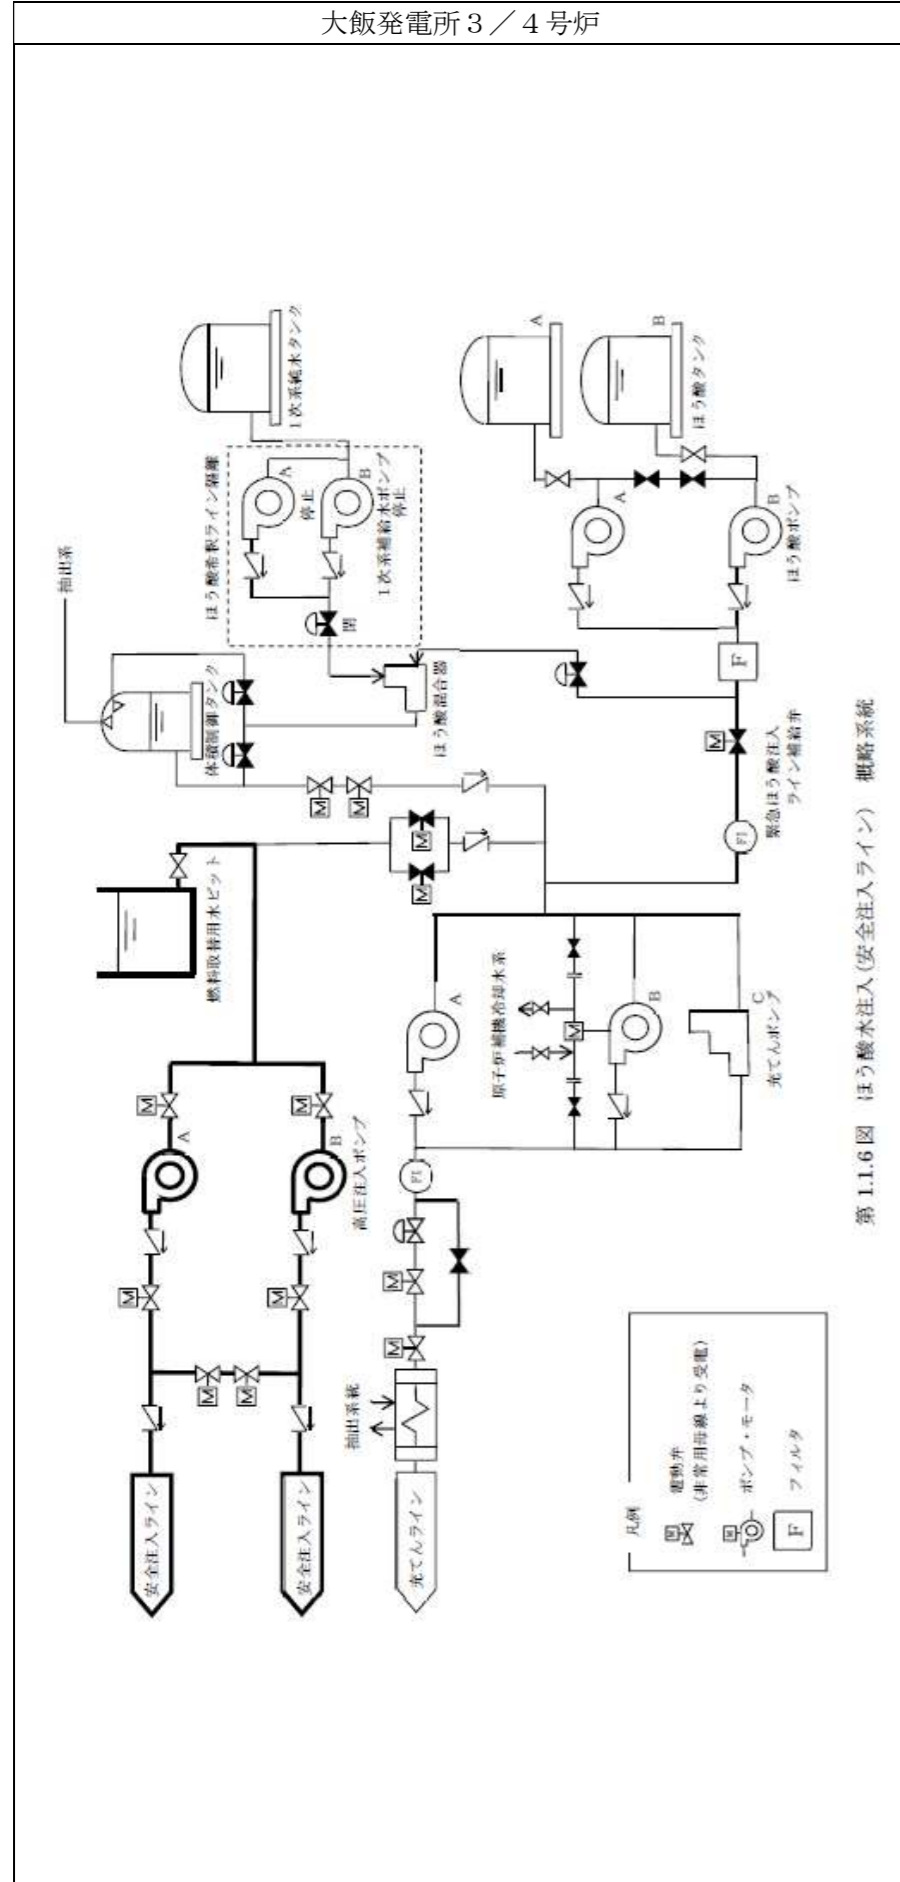 大飯発電所3／4号炉
抽出系
1次系純水タンク
ほう酸希釈ライン隔離
A
停止
B
1次系補給水ポンプ
停止
閉
A
B
ほう酸タンク
体積制御タンク
ほう酸混合器
A
B
ほう酸ポンプ
F
M
M
M
緊急ほう酸注入
ライン補給弁
FI
燃料取替用水ピット
M
M
原子炉補機冷却水系
A
M
B
C
充てんポンプ
M
A
M
B
高圧注入ポンプ
M
M
M
M
FI
M
M
抽出系統
安全注入ライン
安全注入ライン
充てんライン
凡例
M
電動弁
（非常用母線より受電）
M
ポンプ・モータ
F
フィルタ
第1.1.6図　ほう酸水注入（安全注入ライン）　概略系統